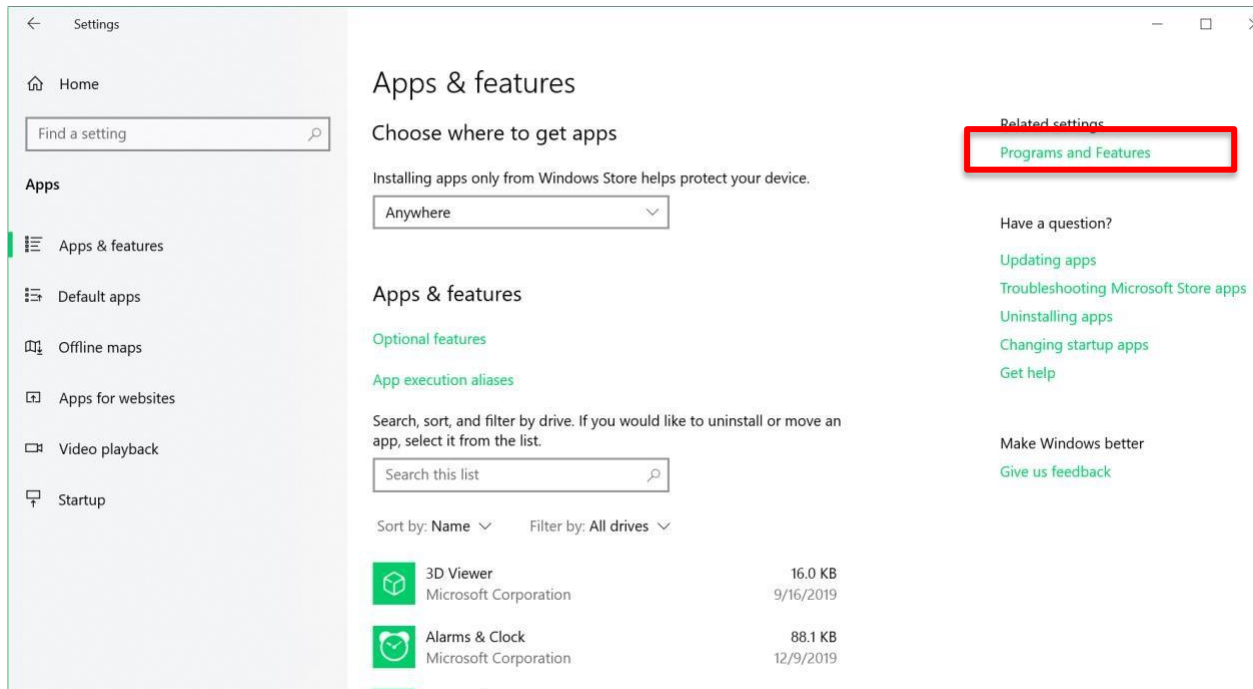 Settings
Home
Find a setting
Apps
Apps & features
Default apps
Offline maps
Apps for websites
Video playback
Startup
Apps & features
Choose where to get apps
Installing apps only from Windows Store helps protect your device.
Anywhere
Apps & features
Optional features
App execution aliases
Search, sort, and filter by drive. If you would like to uninstall or move an
app, select it from the list.
Search this list
Sort by: Name Filter by: All drives
3D Viewer 16.0 KB
Microsoft Corporation 9/16/2019
Alarms & Clock 88.1 KB
Microsoft Corporation 12/9/2019
Related settings
Programs and Features
Have a question?
Updating apps
Troubleshooting Microsoft Store apps
Uninstalling apps
Changing startup apps
Get help
Make Windows better
Give us feedback